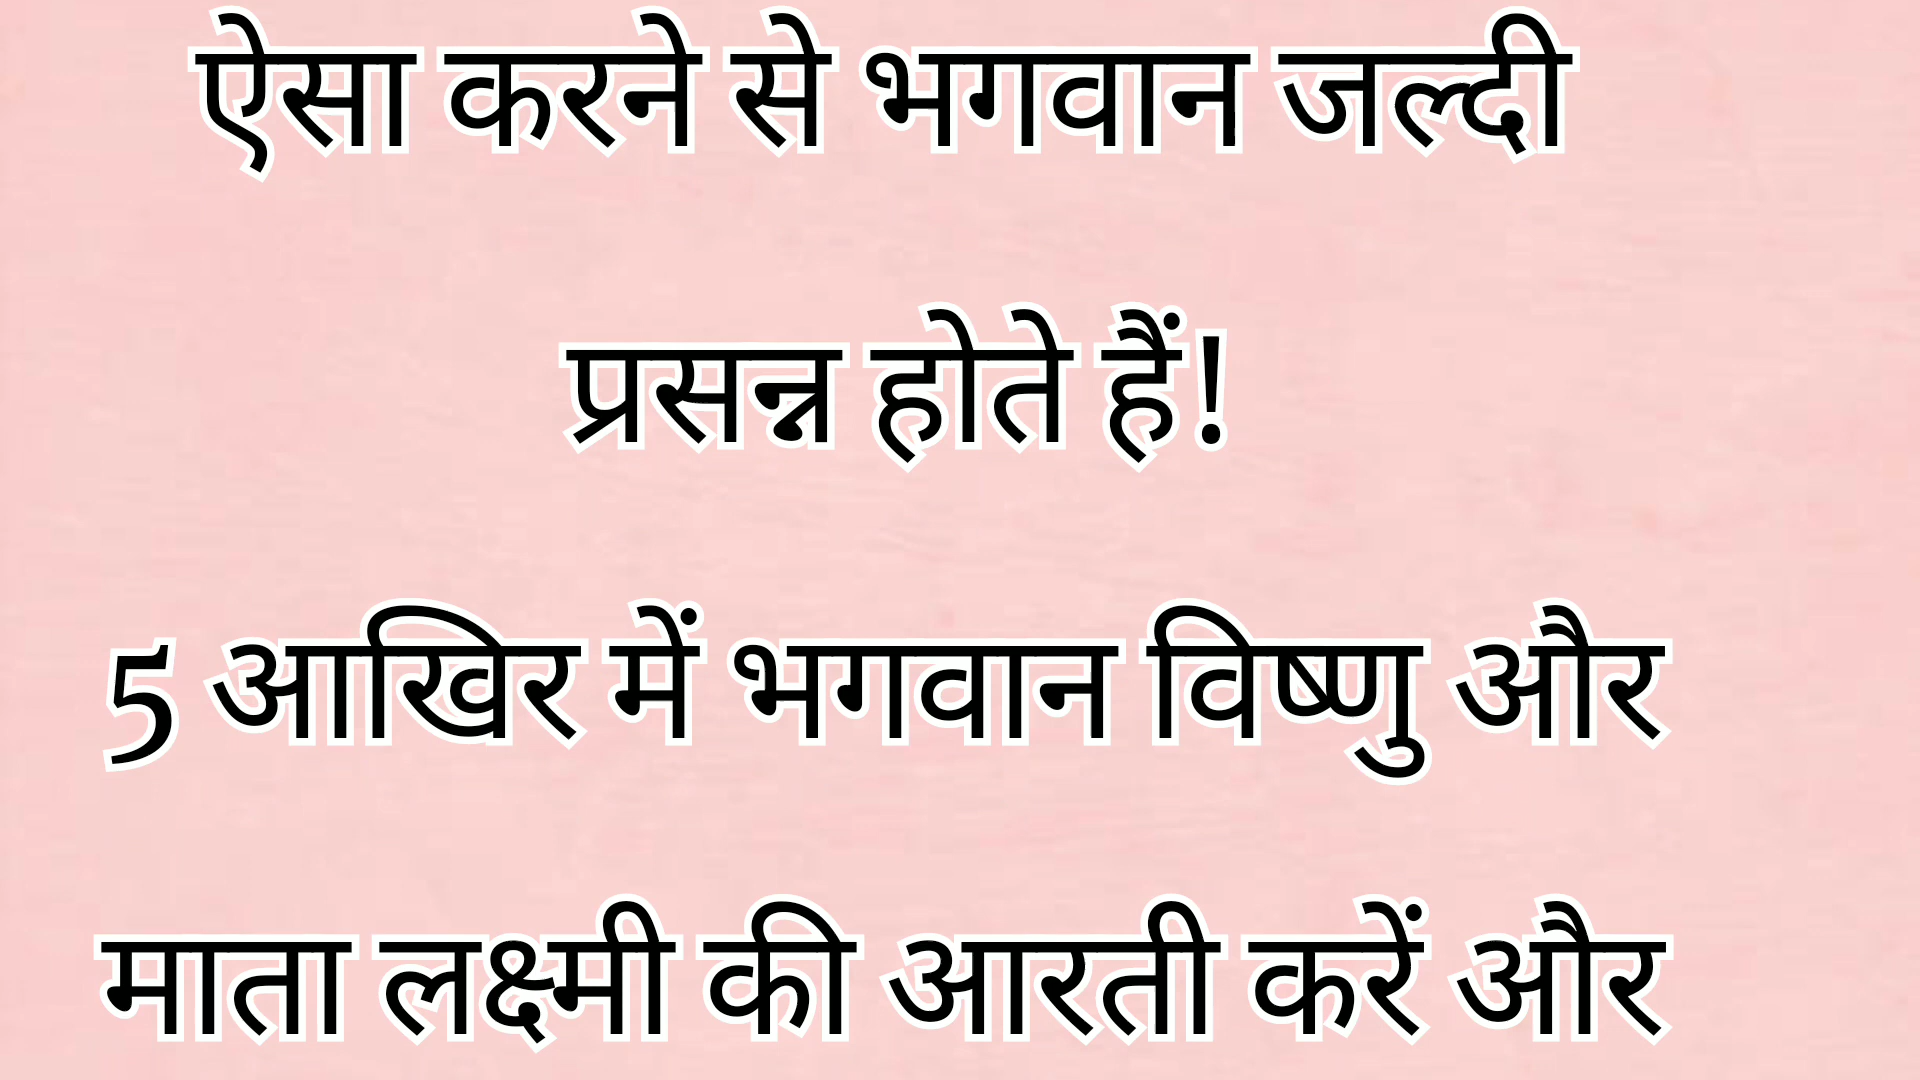 ऐसा करने से भगवान जल्दी
प्रसन्न होते हैं!
5 आखिर में भगवान विष्णु और
माता लक्ष्मी की आरती करें और